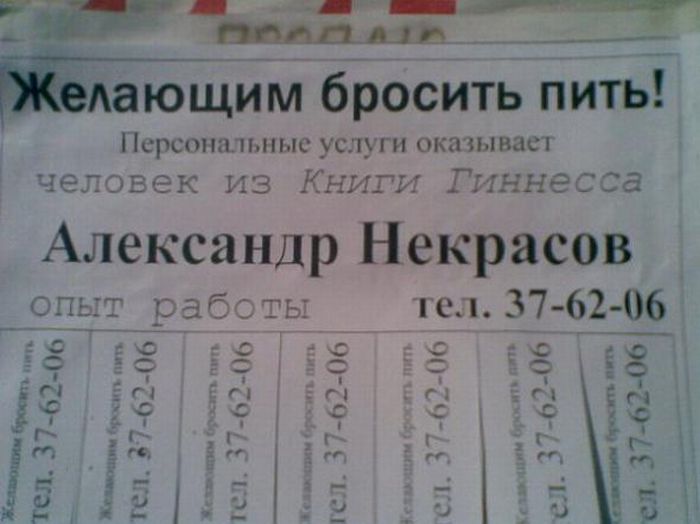 Желающим бросить пить!
Персональные услуги оказывает
человек из Книги Гиннесса
Александр Некрасов
опыт работы тел. 37-62-06
Желающим бросить пить
тел. 37-62-06
Желающим бросить пить
тел. 37-62-06
Желающим бросить пить
тел. 37-62-06
Желающим бросить пить
тел. 37-62-06
Желающим бросить пить
тел. 37-62-06
Желающим бросить пить
тел. 37-62-06
Желающим бросить пить
тел. 37-62-06